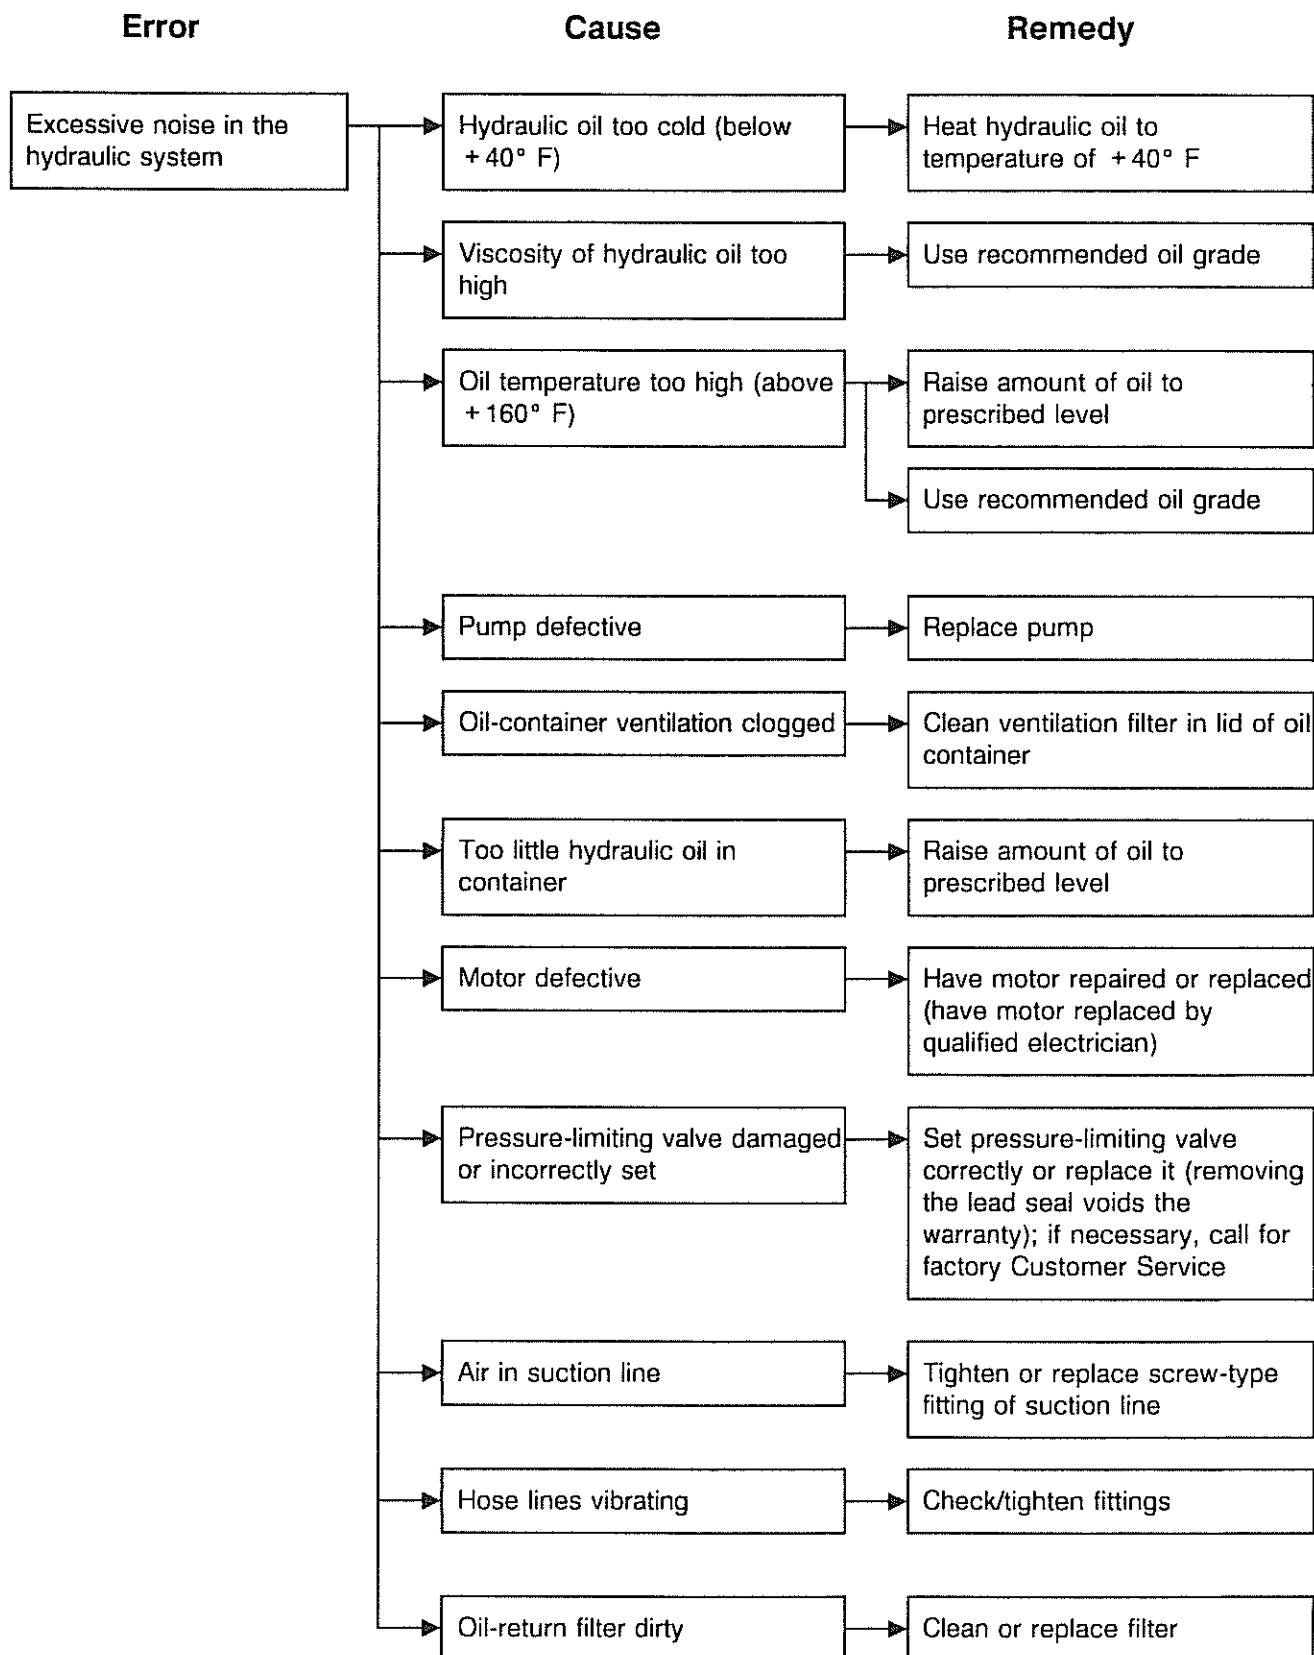 Error
Cause
Remedy
Excessive noise in the
hydraulic system
Hydraulic oil too cold (below
+40° F)
Heat hydraulic oil to
temperature of +40° F
Viscosity of hydraulic oil too
high
Use recommended oil grade
Oil temperature too high (above
+160° F)
Raise amount of oil to
prescribed level
Use recommended oil grade
Pump defective
Replace pump
Oil-container ventilation clogged
Clean ventilation filter in lid of oil
container
Too little hydraulic oil in
container
Raise amount of oil to
prescribed level
Motor defective
Have motor repaired or replaced
(have motor replaced by
qualified electrician)
Pressure-limiting valve damaged
or incorrectly set
Set pressure-limiting valve
correctly or replace it (removing
the lead seal voids the
warranty); if necessary, call for
factory Customer Service
Air in suction line
Tighten or replace screw-type
fitting of suction line
Hose lines vibrating
Check/tighten fittings
Oil-return filter dirty
Clean or replace filter